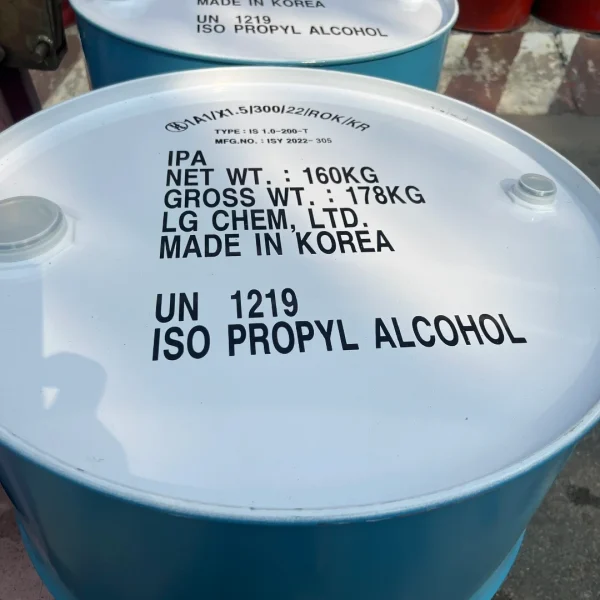 MADE IN KOREA
UN 1219
ISO PROPYL ALCOHOL
1A1/X1.5/300/22/ROK/KR
TYPE : IS 1.0-200-T
MFG.NO. : ISY 2022- 305
IPA
NET WT. : 160KG
GROSS WT. : 178KG
LG CHEM, LTD.
MADE IN KOREA
UN 1219
ISO PROPYL ALCOHOL